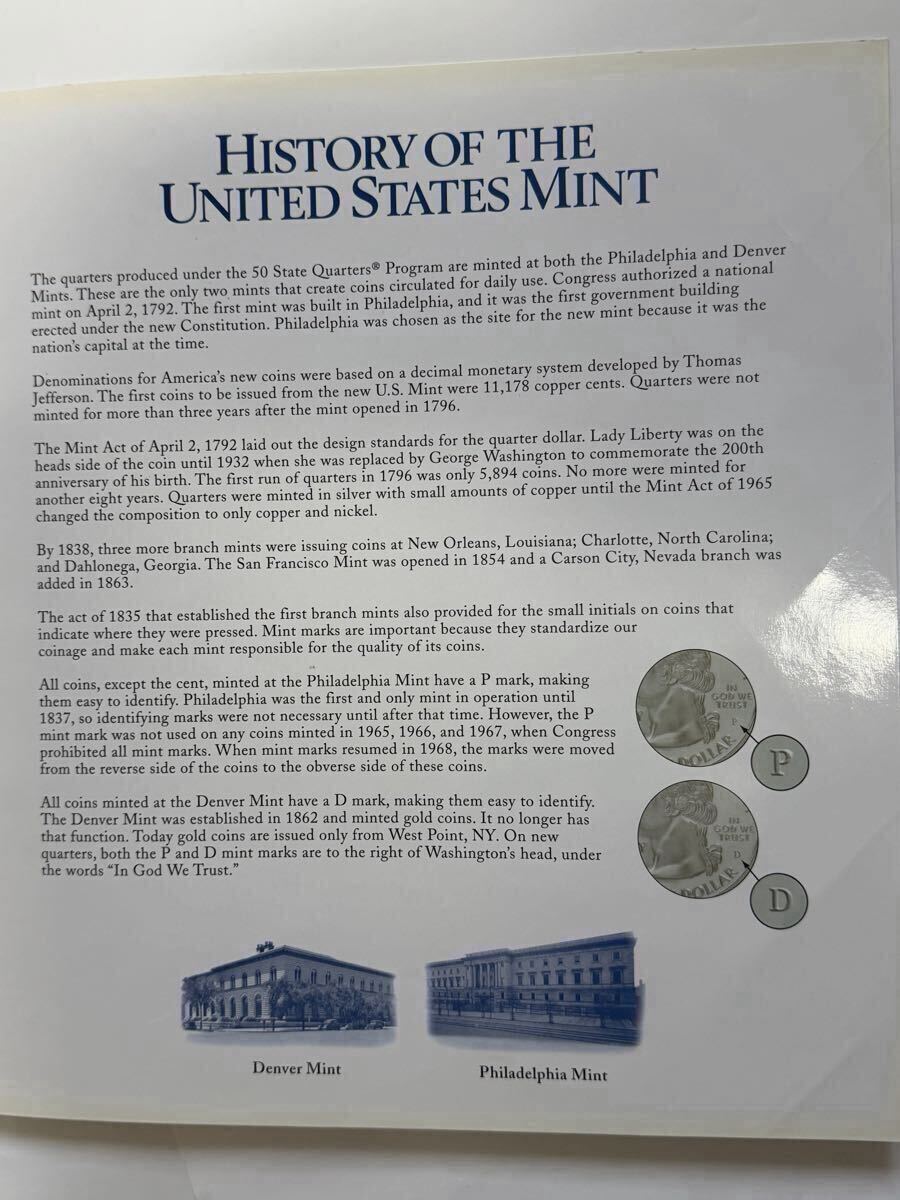 HISTORY OF THE
UNITED STATES MINT
The quarters produced under the 50 State Quarters® Program are minted at both the Philadelphia and Denver
Mints. These are the only two mints that create coins circulated for daily use. Congress authorized a national
mint on April 2, 1792. The first mint was built in Philadelphia, and it was the first government building
erected under the new Constitution. Philadelphia was chosen as the site for the new mint because it was the
nation's capital at the time.
Denominations for America's new coins were based on a decimal monetary system developed by Thomas
Jefferson. The first coins to be issued from the new U.S. Mint were 11,178 copper cents. Quarters were not
minted for more than three years after the mint opened in 1796.
The Mint Act of April 2, 1792 laid out the design standards for the quarter dollar. Lady Liberty was on the
heads side of the coin until 1932 when she was replaced by George Washington to commemorate the 200th
anniversary of his birth. The first run of quarters in 1796 was only 5,894 coins. No more were minted for
another eight years. Quarters were minted in silver with small amounts of copper until the Mint Act of 1965
changed the composition to only copper and nickel.
By 1838, three more branch mints were issuing coins at New Orleans, Louisiana; Charlotte, North Carolina;
and Dahlonega, Georgia. The San Francisco Mint was opened in 1854 and a Carson City, Nevada branch was
added in 1863.
The act of 1835 that established the first branch mints also provided for the small initials on coins that
indicate where they were pressed. Mint marks are important because they standardize our
coinage and make each mint responsible for the quality of its coins.
All coins, except the cent, minted at the Philadelphia Mint have a P mark, making
them easy to identify. Philadelphia was the first and only mint in operation until
1837, so identifying marks were not necessary until after that time. However, the P
mint mark was not used on any coins minted in 1965, 1966, and 1967, when Congress
prohibited all mint marks. When mint marks resumed in 1968, the marks were moved
from the reverse side of the coins to the obverse side of these coins.
IN
GOD WE
TRUST
P
DOLLAR
P
All coins minted at the Denver Mint have a D mark, making them easy to identify.
The Denver Mint was established in 1862 and minted gold coins. It no longer has
that function. Today gold coins are issued only from West Point, NY. On new
quarters, both the P and D mint marks are to the right of Washington's head, under
the words "In God We Trust."
IN
GOD WE
TRUST
D
DOLLAR
D
Denver Mint
Philadelphia Mint